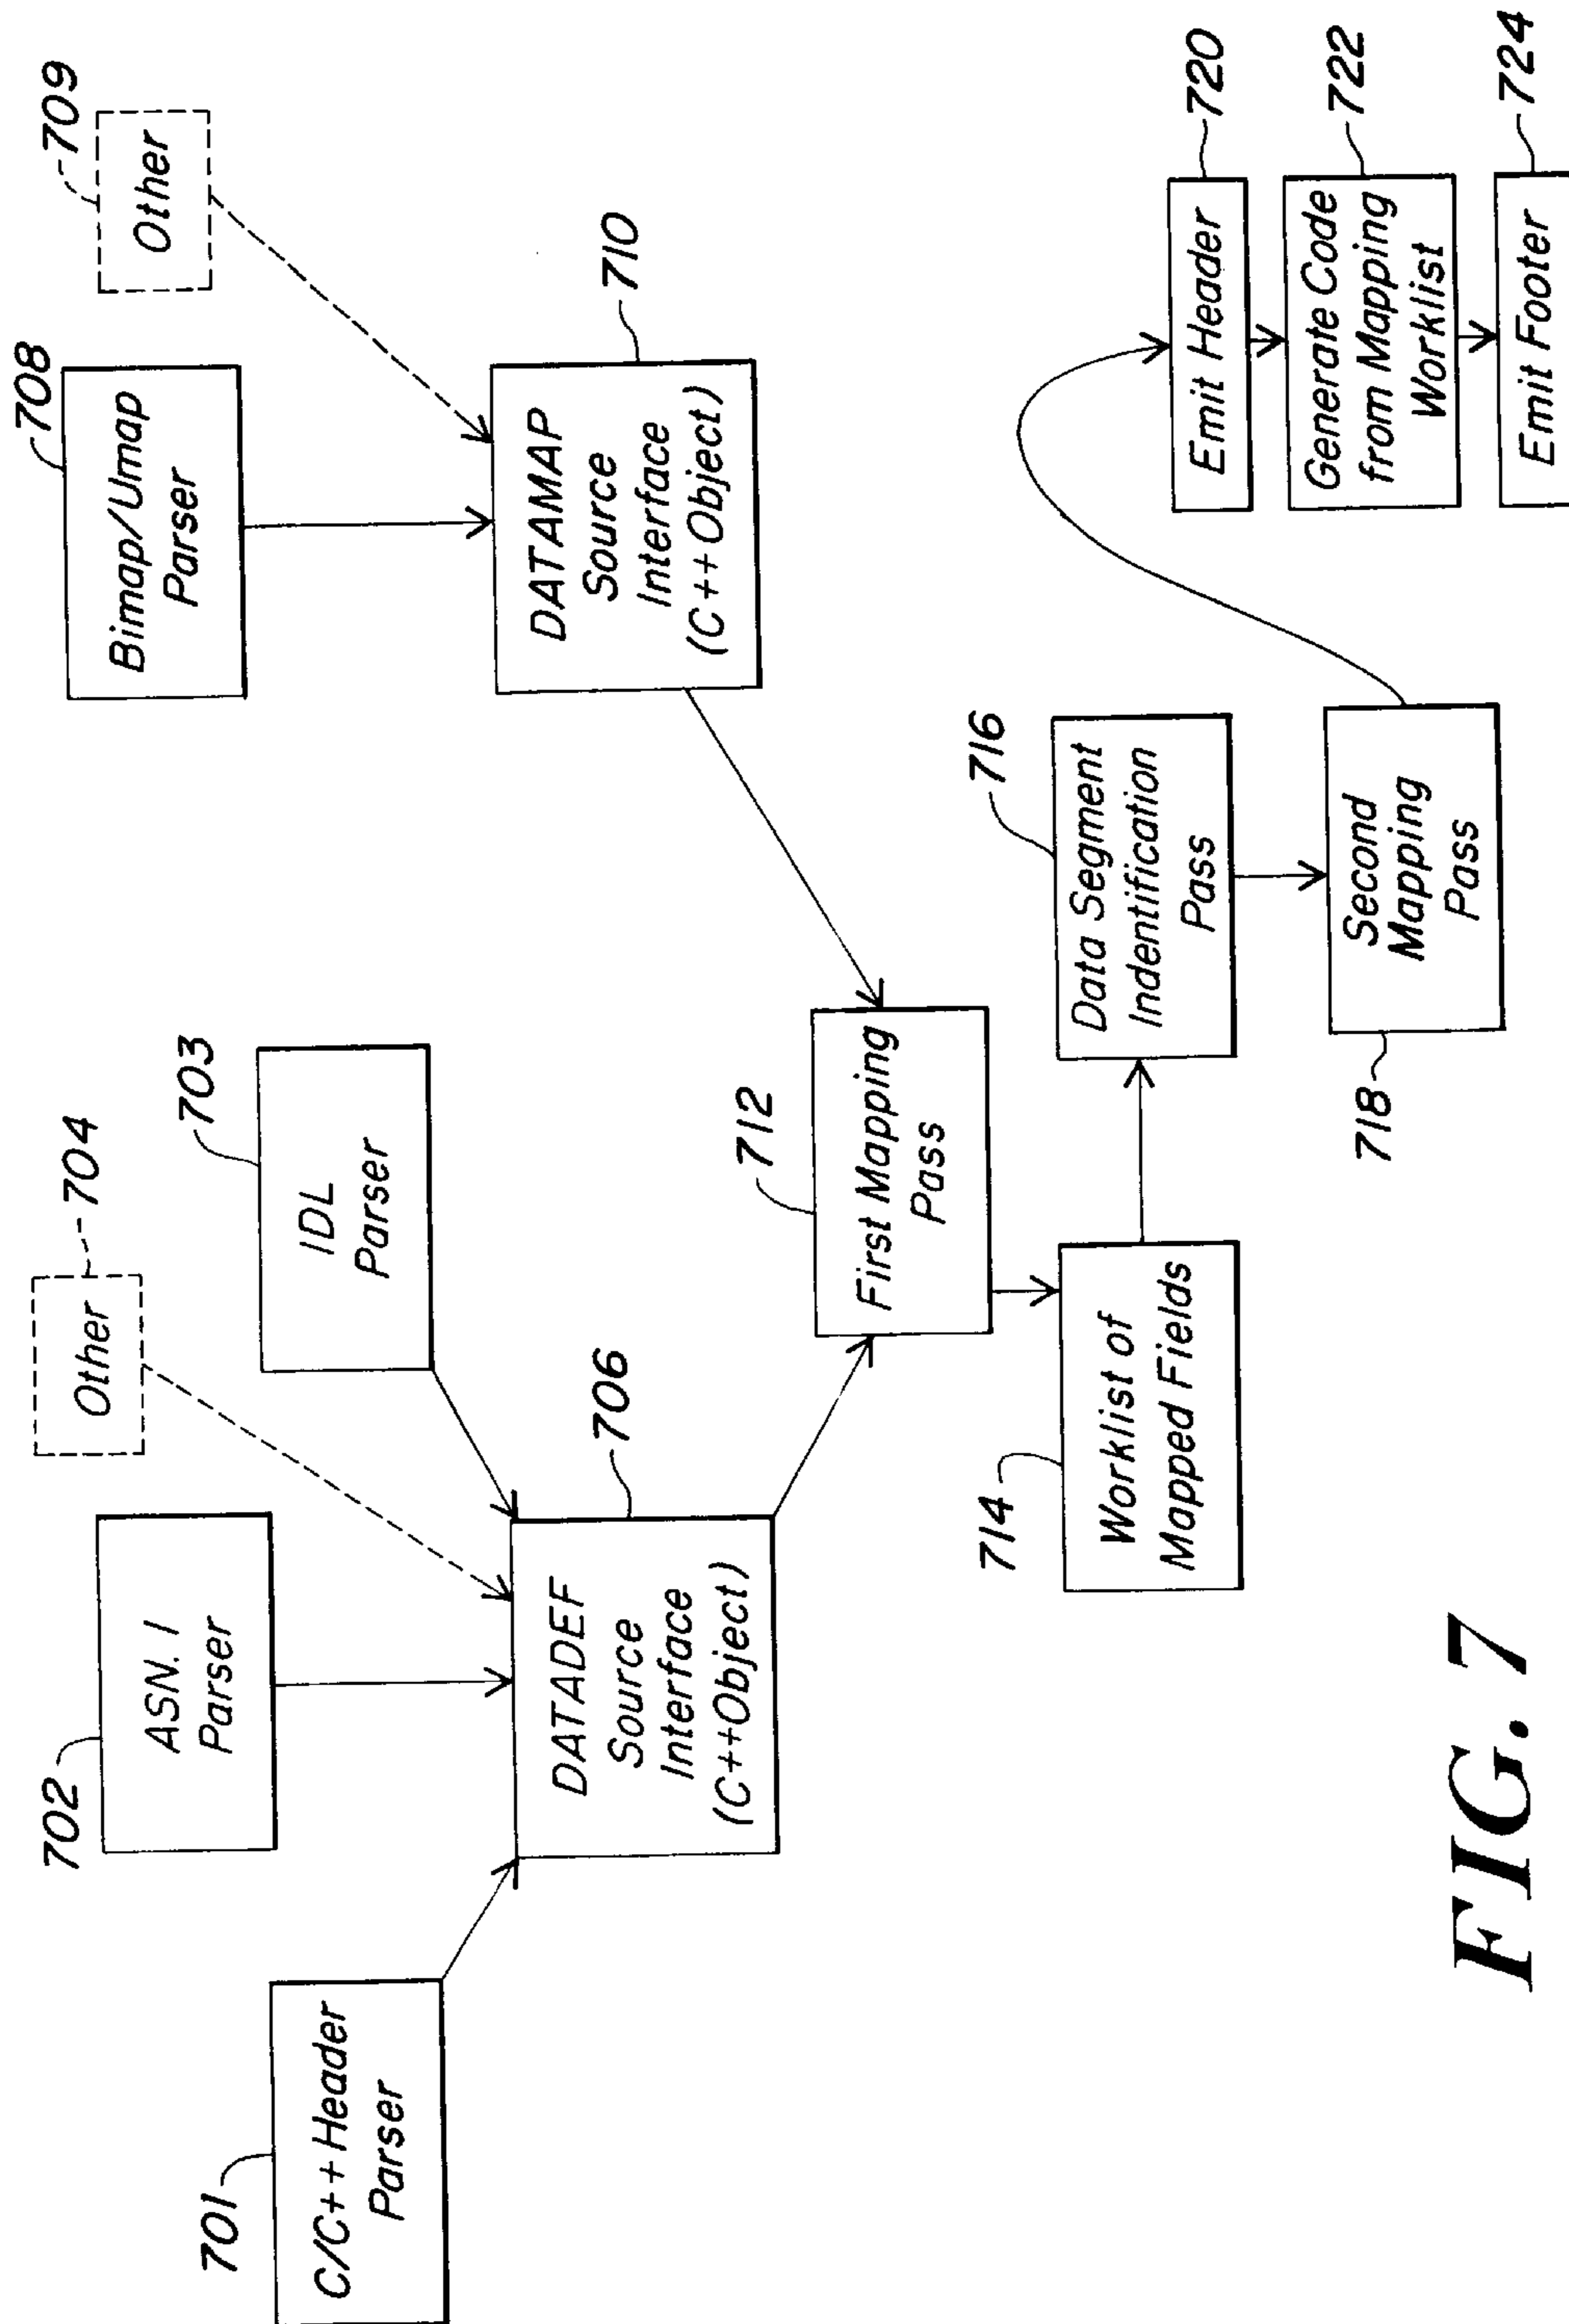 704
Other
702
ASN.1
Parser
703
IDL
Parser
701
C/C++Header
Parser
706
DATADEF
Source
Interface
(C++Object)
708
Bimap/Umap
Parser
709
Other
710
DATAMAP
Source
Interface
(C++Object)
712
First Mapping
Pass
714
Worklist of
Mapped Fields
716
Data Segment
Indentification
Pass
718
Second
Mapping
Pass
720
Emit Header
722
Generate Code
from Mapping
Worklist
724
Emit Footer
FIG. 7